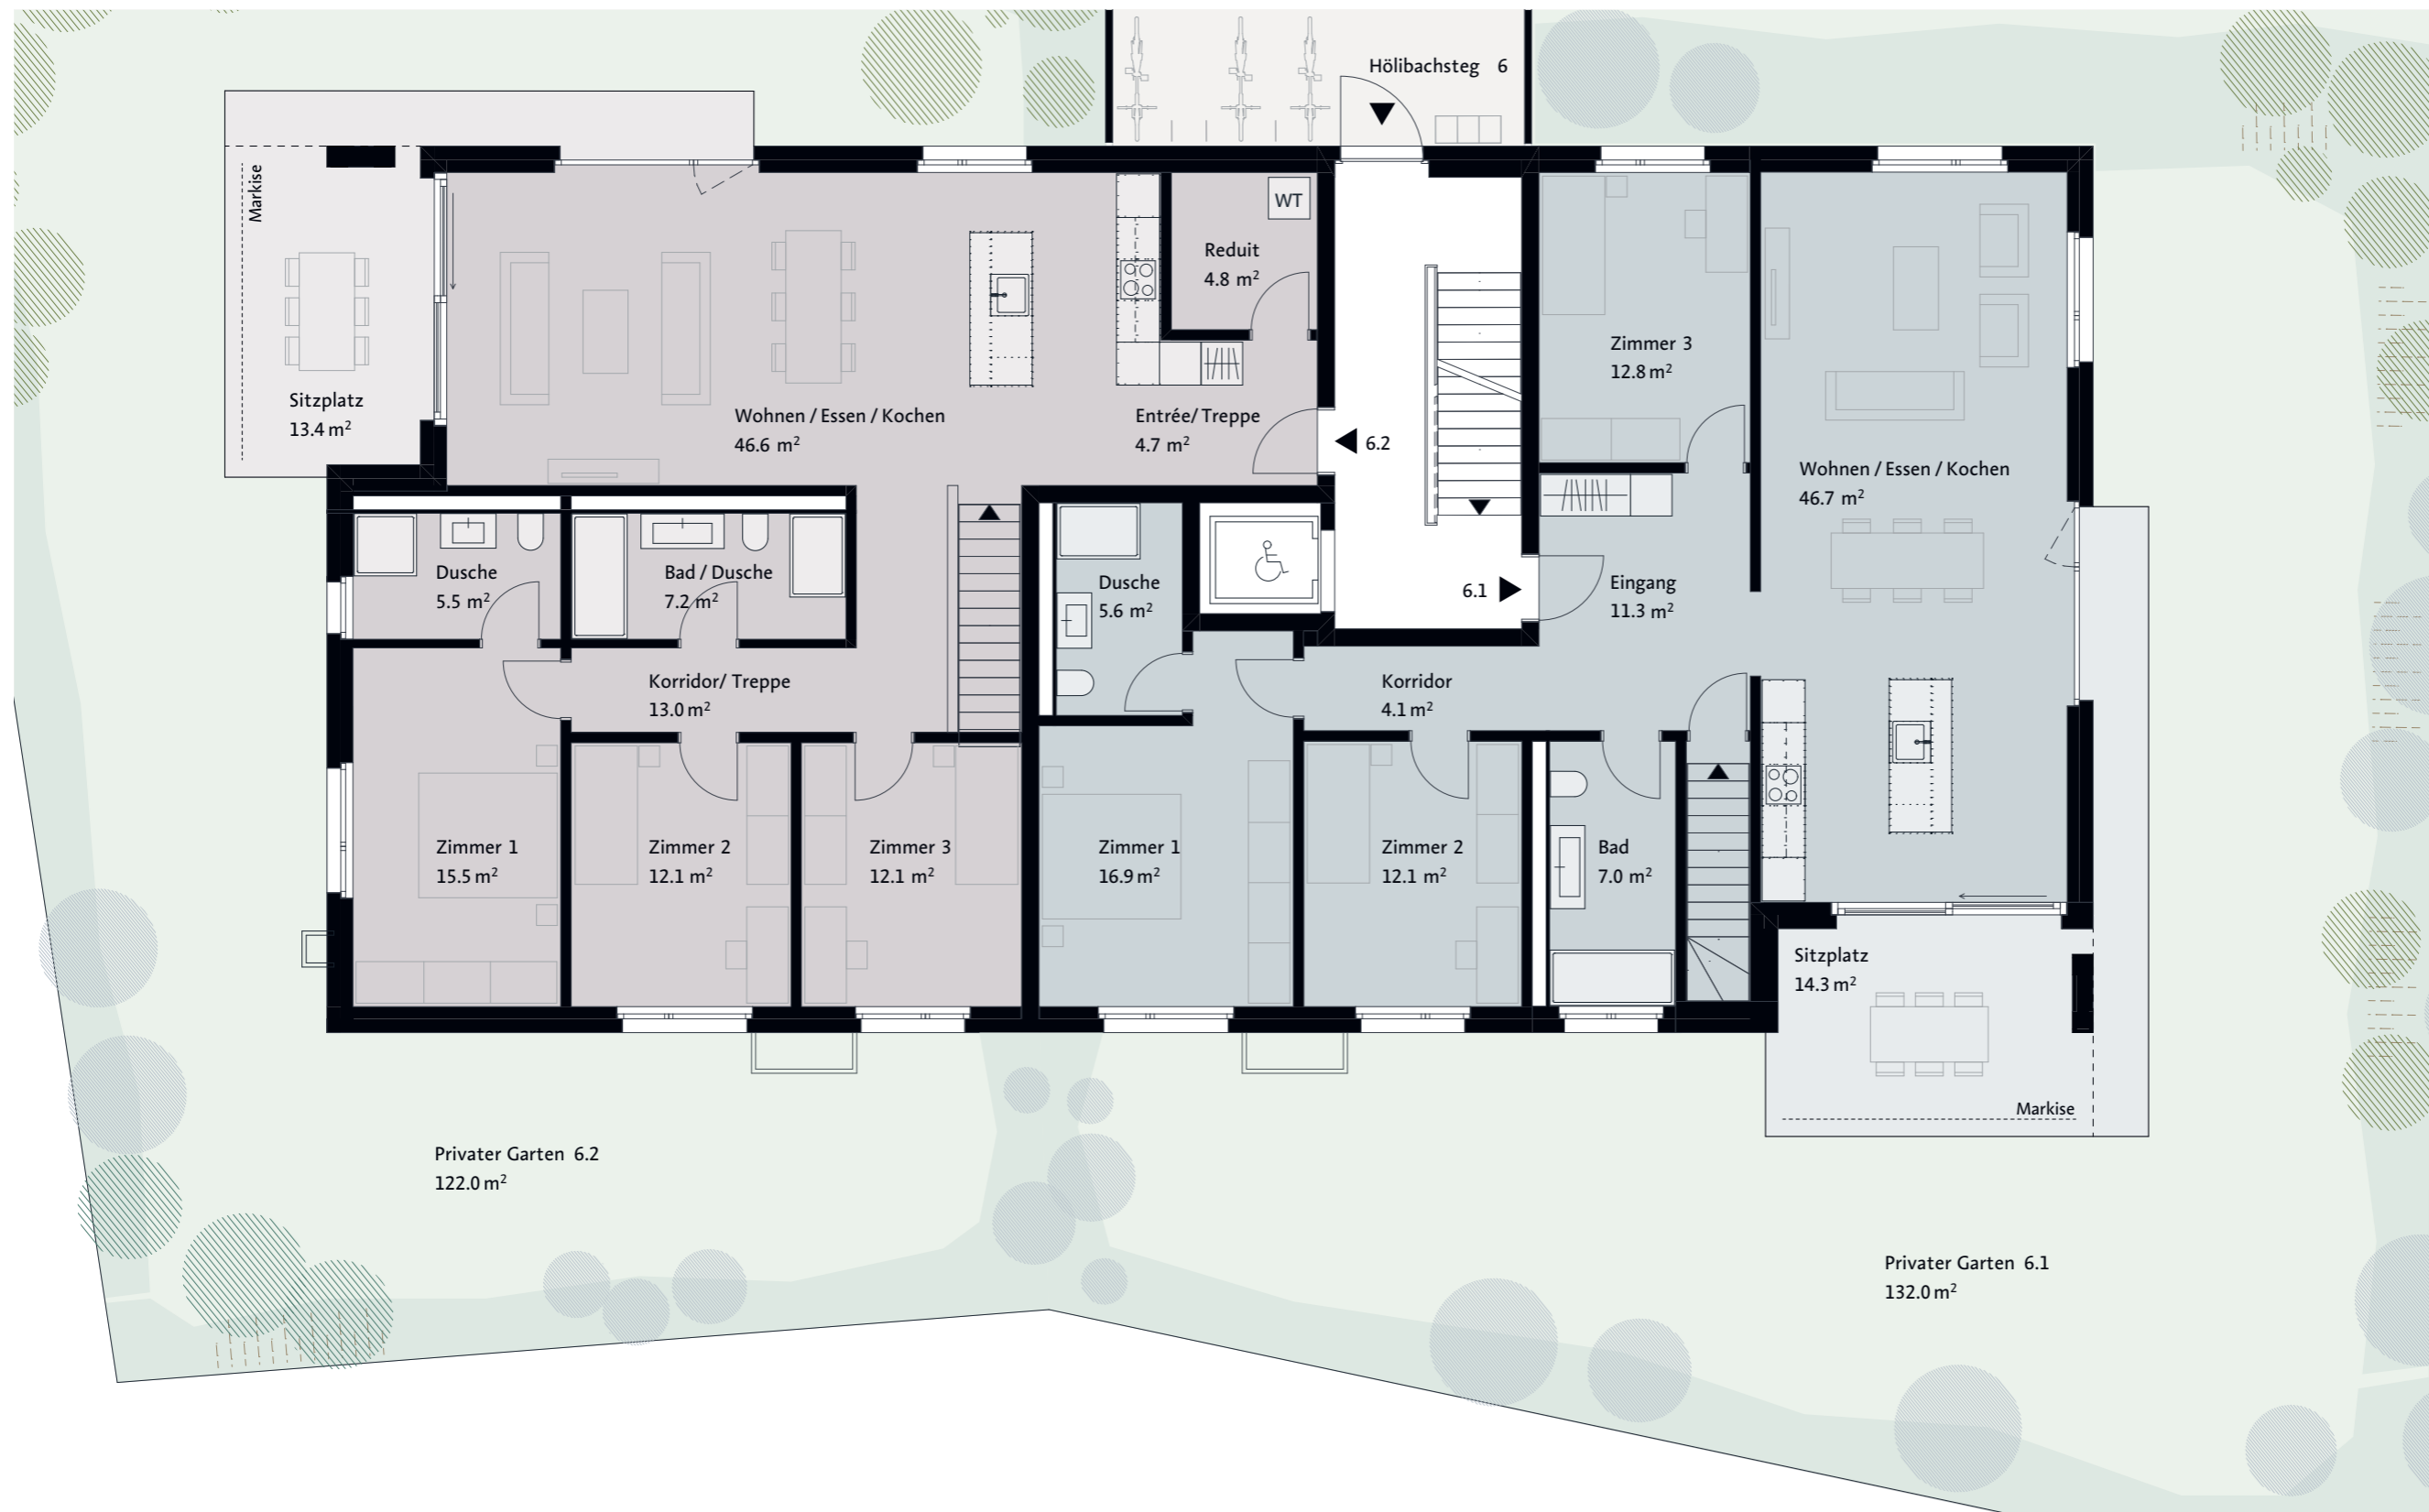 Hölibachsteg 6
Markise
WT
Reduit
4.8 m²
Zimmer 3
12.8 m²
Sitzplatz
13.4 m²
Wohnen / Essen / Kochen
46.6 m²
Entrée/ Treppe
4.7 m²
6.2
Wohnen / Essen / Kochen
46.7 m²
Dusche
5.5 m²
Bad / Dusche
7.2 m²
Dusche
5.6 m²
6.1
Eingang
11.3 m²
Korridor/ Treppe
13.0 m²
Korridor
4.1 m²
Zimmer 1
15.5 m²
Zimmer 2
12.1 m²
Zimmer 3
12.1 m²
Zimmer 1
16.9 m²
Zimmer 2
12.1 m²
Bad
7.0 m²
Sitzplatz
14.3 m²
Markise
Privater Garten 6.2
122.0 m²
Privater Garten 6.1
132.0 m²